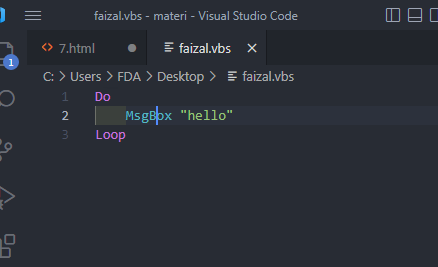 faizal.vbs - materi - Visual Studio Code
<> 7.html faizal.vbs
C: > Users > FDA > Desktop > faizal.vbs
1 Do
2 MsgBox "hello"
3 Loop
1